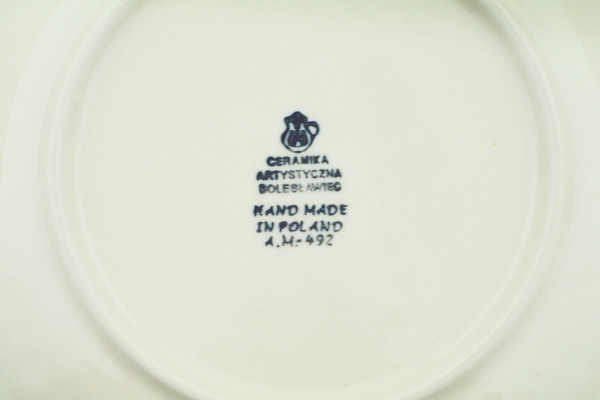 CERAMIKA
ARTYSTYCZNA
BOLESŁAWIEC
HAND MADE
IN POLAND
A.M.-492